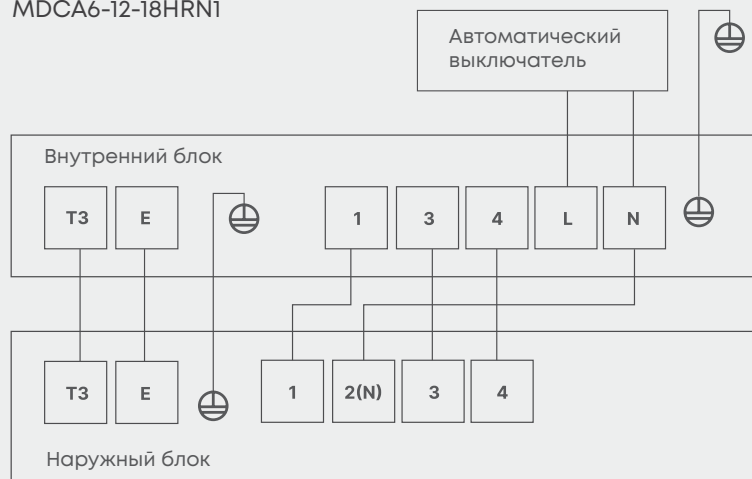 MDCA6-12-18HRN1
Автоматический
выключатель
Внутренний блок
T3 E 1 3 4 L N
T3 E 1 2(N) 3 4
Наружный блок